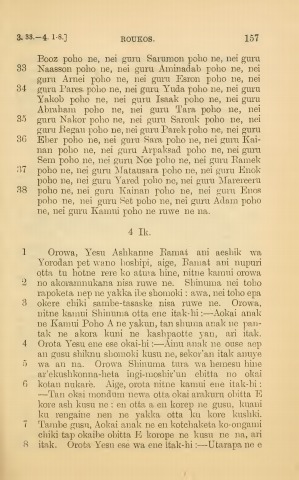 3. 33.—4. 1-8.] ROUKOS. 157
Booz poho ne, nei guru Sarumon poho ne, nei guru
33 Naasson poho ne, nei guru Aminadab poho ne, nei
guru Arnei poho ne, nei guru Esron poho ne, nei
34 guru Pares poho ne, nei guru Yuda poho ne, nei guru
Yakob poho ne, nei guru Isaak poho ne, nei guru
Abraham poho ne, nei guru Tara poho ne, nei
35 guru Nakor poho ne, nei guru Sarouk poho ne, nei
guru Regau poho ne, nei guru Parek poho ne, nei guru
36 Eber poho ne, nei guru Sara poho ne, nei guru Kai-
nan poho ne, nei guru Arpaksad poho ne, nei guru
Sem poho ne, nei guru Noe poho ne, nei guru Ramek
37 poho ne, nei guru Matausara poho ne, nei guru Enok
poho ne, nei guru Yared poho ne, nei guru Marereeru
38 poho ne, nei guru Kainan poho ne, nei guru Enos
poho ne, nei guru Set poho ne, nei guru Adam poho
ne, nei guru Kamui poho ne ruwe ne na.
4 Ik.
1 Orowa, Yesu Ashkanne Ramat ani aeshik wa
Yorodan pet wano hoshipi, aige, Ramat ani nupuri
otta tu hotne rere ko atura hine, nitne kamui orowa
2 no akoramnukara nisa ruwe ne. Shinuma nei toho
rapoketa nep ne yakka ibe shomoki: awa, nei toho epa
3 okere chiki sambe-tasaske nisa ruwe ne. Orowa,
nitne kamui Shinuma otta ene itak-hi:—Aokai anak
ne Kamui Poho A ne yakun, tan shuma anak ne pan-
tak ne akora kuni ne kashpaotte yan, ari itak.
4 Orota Yesu ene ese okai-hi:—Ainu anak ne ouse aep
an gusu shiknu shomoki kusu ne, sekor'an itak anuye
5 wa an na. Orowa Shinuma tura wa hemesu hine
ar'ekushkonna-heta ingi-noshir'un obitta no okai
6 kotan nukare. Aige, orota nitne kamui ene itak-hi:
—Tan okai mondum newa otta okai amkuru obitta E
kore ash kusu ne: en otta a en korep ne gusu, kuani
ku rengaine nen ne yakka otta ku kore kushki.
7 Tambe gusu, Aokai anak ne en kotchaketa ko-ongami
chiki tap okaibe obitta E korope ne kusu ne na, ari
8 itak. Orota Yesu ese wa ene itak-hi:—Utarapa ne e